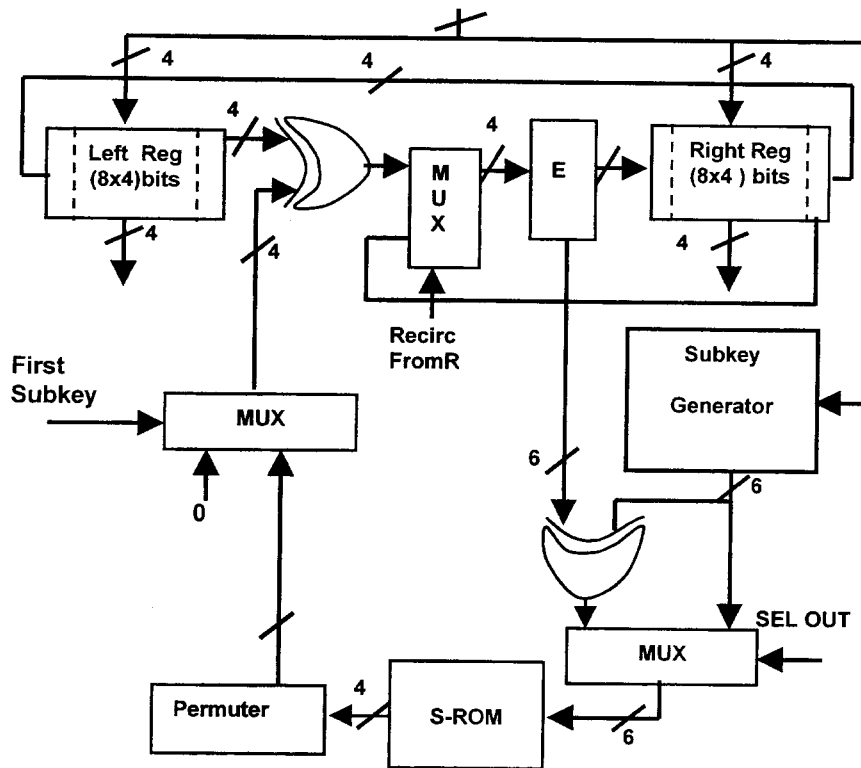 4
4
4
4
4
4
Left Reg
(8x4)bits
M
U
X
E
Right Reg
(8x4 ) bits
4
4
4
Recirc
FromR
First
Subkey
MUX
0
Subkey
Generator
6
6
SEL OUT
MUX
Permuter
4
S-ROM
6